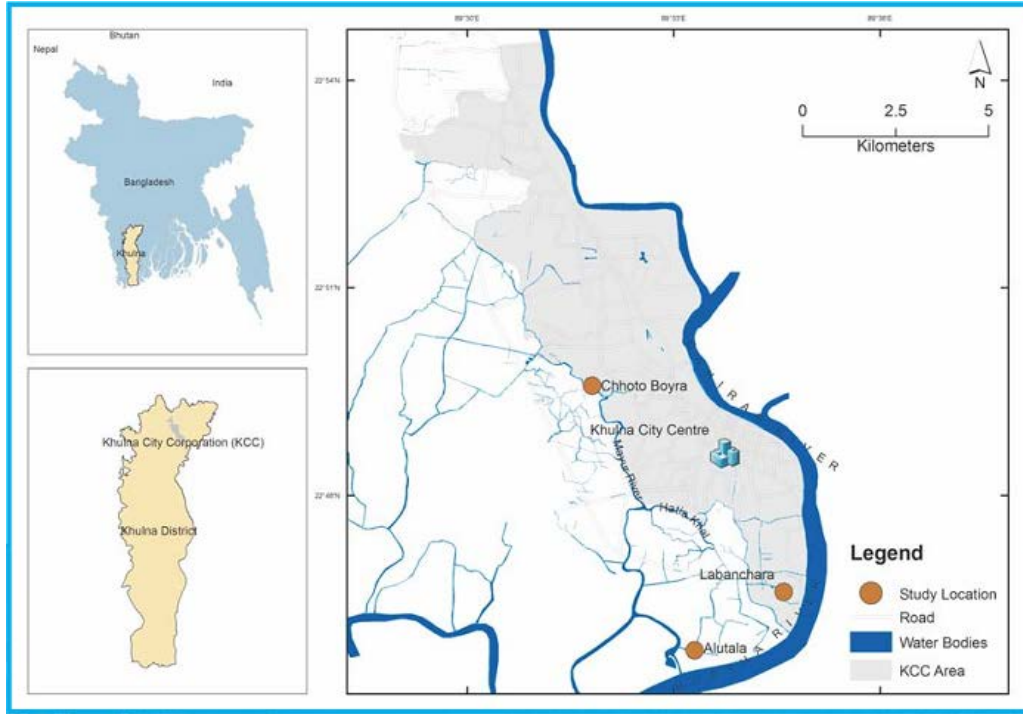 Bhutan
Nepal
India
Bangladesh
Khulna
Khulna City Corporation (KCC)
Khulna District
89°30'E
22°54'N
N
0 2.5 5
Kilometers
22°51'N
Chhoto Boyra
Khulna City Centre
Mayur River
Hatia Khal
22°48'N
Labanchara
Alutala
Legend
Study Location
Road
Water Bodies
KCC Area